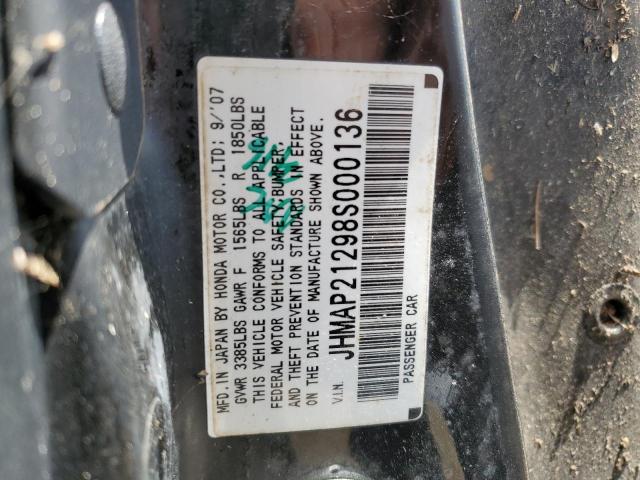 MFD.IN JAPAN BY HONDA MOTOR CO.,LTD; 9/'07
GVWR 3385LBS GAWR F 1565LBS R 1850LBS
THIS VEHICLE CONFORMS TO ALL APPLICABLE
FEDERAL MOTOR VEHICLE SAFETY, BUMPER,
AND THEFT PREVENTION STANDARDS IN EFFECT
ON THE DATE OF MANUFACTURE SHOWN ABOVE.
V.I.N. JHMAP21298S000136
PASSENGER CAR